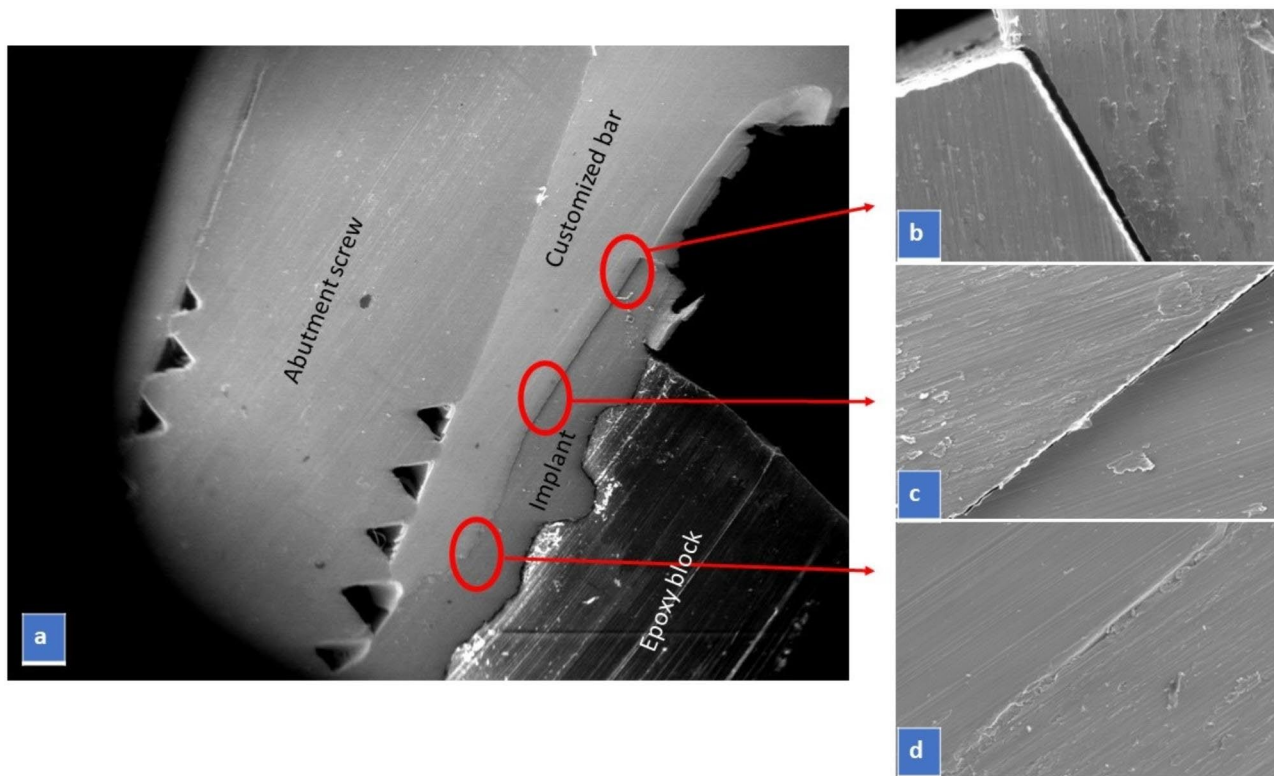 Abutment screw
Customized bar
Implant
Epoxy block
a
b
c
d